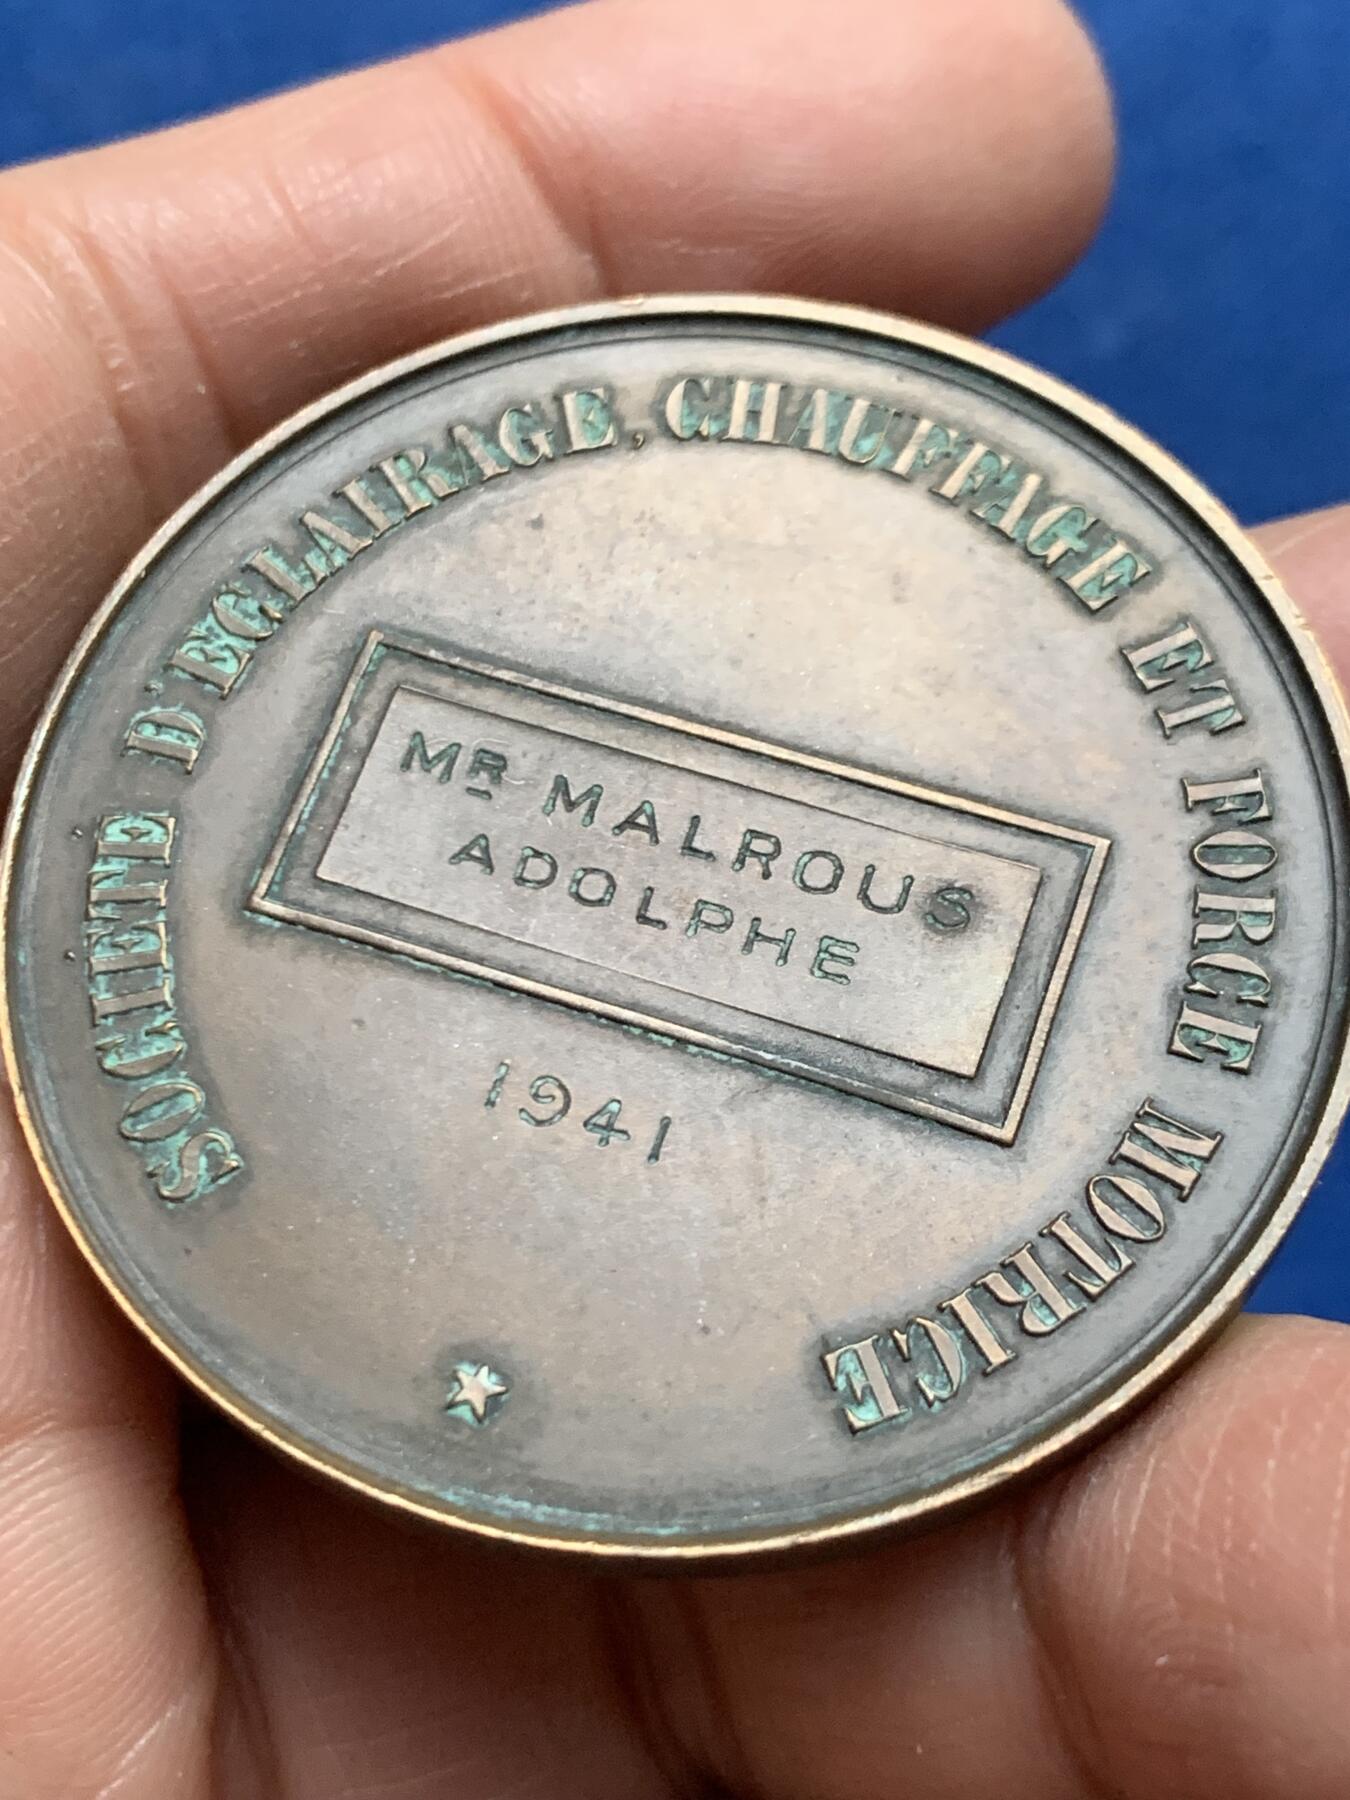 SOCIETE D'ECLAIRAGE, CHAUFFAGE ET FORCE MOTRICE
MR MALROUS
ADOLPHE
1941